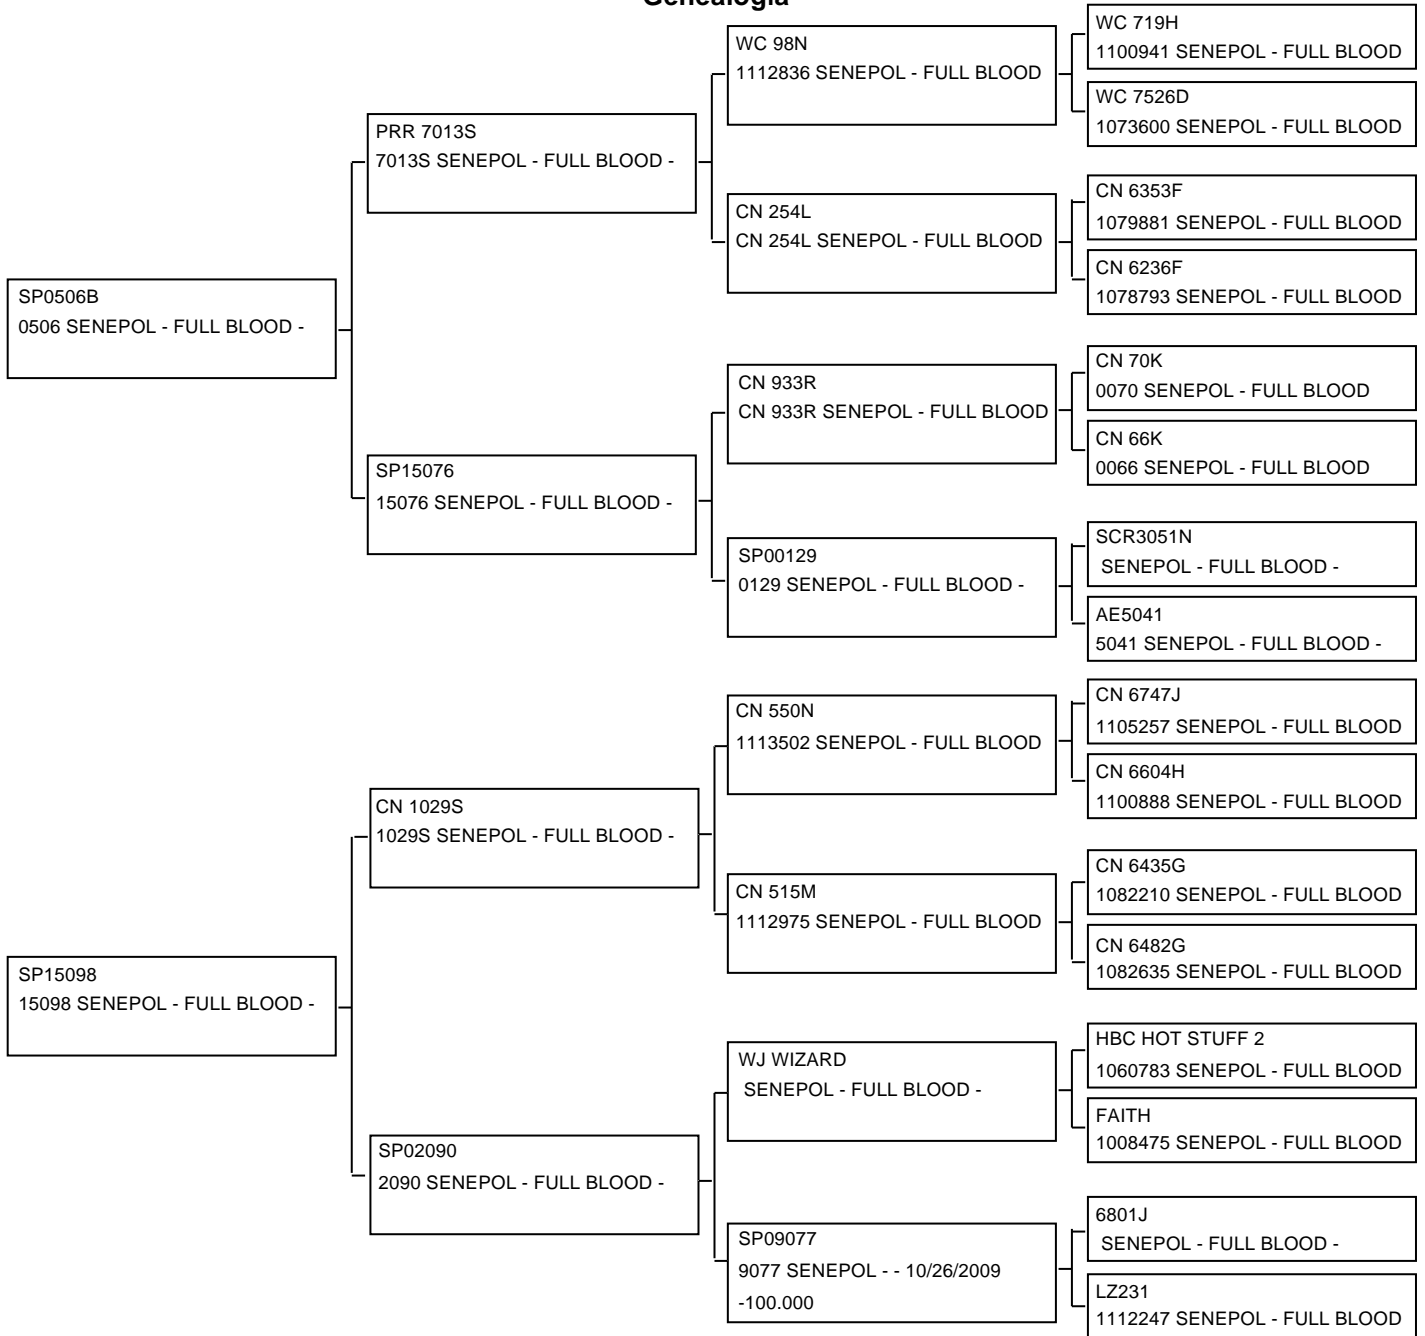 Genealogia
WC 719H
1100941 SENEPOL - FULL BLOOD
WC 98N
1112836 SENEPOL - FULL BLOOD
WC 7526D
1073600 SENEPOL - FULL BLOOD
PRR 7013S
7013S SENEPOL - FULL BLOOD -
CN 6353F
1079881 SENEPOL - FULL BLOOD
CN 254L
CN 254L SENEPOL - FULL BLOOD
CN 6236F
1078793 SENEPOL - FULL BLOOD
SP0506B
0506 SENEPOL - FULL BLOOD -
CN 70K
0070 SENEPOL - FULL BLOOD
CN 933R
CN 933R SENEPOL - FULL BLOOD
CN 66K
0066 SENEPOL - FULL BLOOD
SP15076
15076 SENEPOL - FULL BLOOD -
SCR3051N
SENEPOL - FULL BLOOD -
SP00129
0129 SENEPOL - FULL BLOOD -
AE5041
5041 SENEPOL - FULL BLOOD -
CN 6747J
1105257 SENEPOL - FULL BLOOD
CN 550N
1113502 SENEPOL - FULL BLOOD
CN 6604H
1100888 SENEPOL - FULL BLOOD
CN 1029S
1029S SENEPOL - FULL BLOOD -
CN 6435G
1082210 SENEPOL - FULL BLOOD
CN 515M
1112975 SENEPOL - FULL BLOOD
CN 6482G
1082635 SENEPOL - FULL BLOOD
SP15098
15098 SENEPOL - FULL BLOOD -
HBC HOT STUFF 2
1060783 SENEPOL - FULL BLOOD
WJ WIZARD
SENEPOL - FULL BLOOD -
FAITH
1008475 SENEPOL - FULL BLOOD
SP02090
2090 SENEPOL - FULL BLOOD -
6801J
SENEPOL - FULL BLOOD -
SP09077
9077 SENEPOL - - 10/26/2009
-100.000
LZ231
1112247 SENEPOL - FULL BLOOD